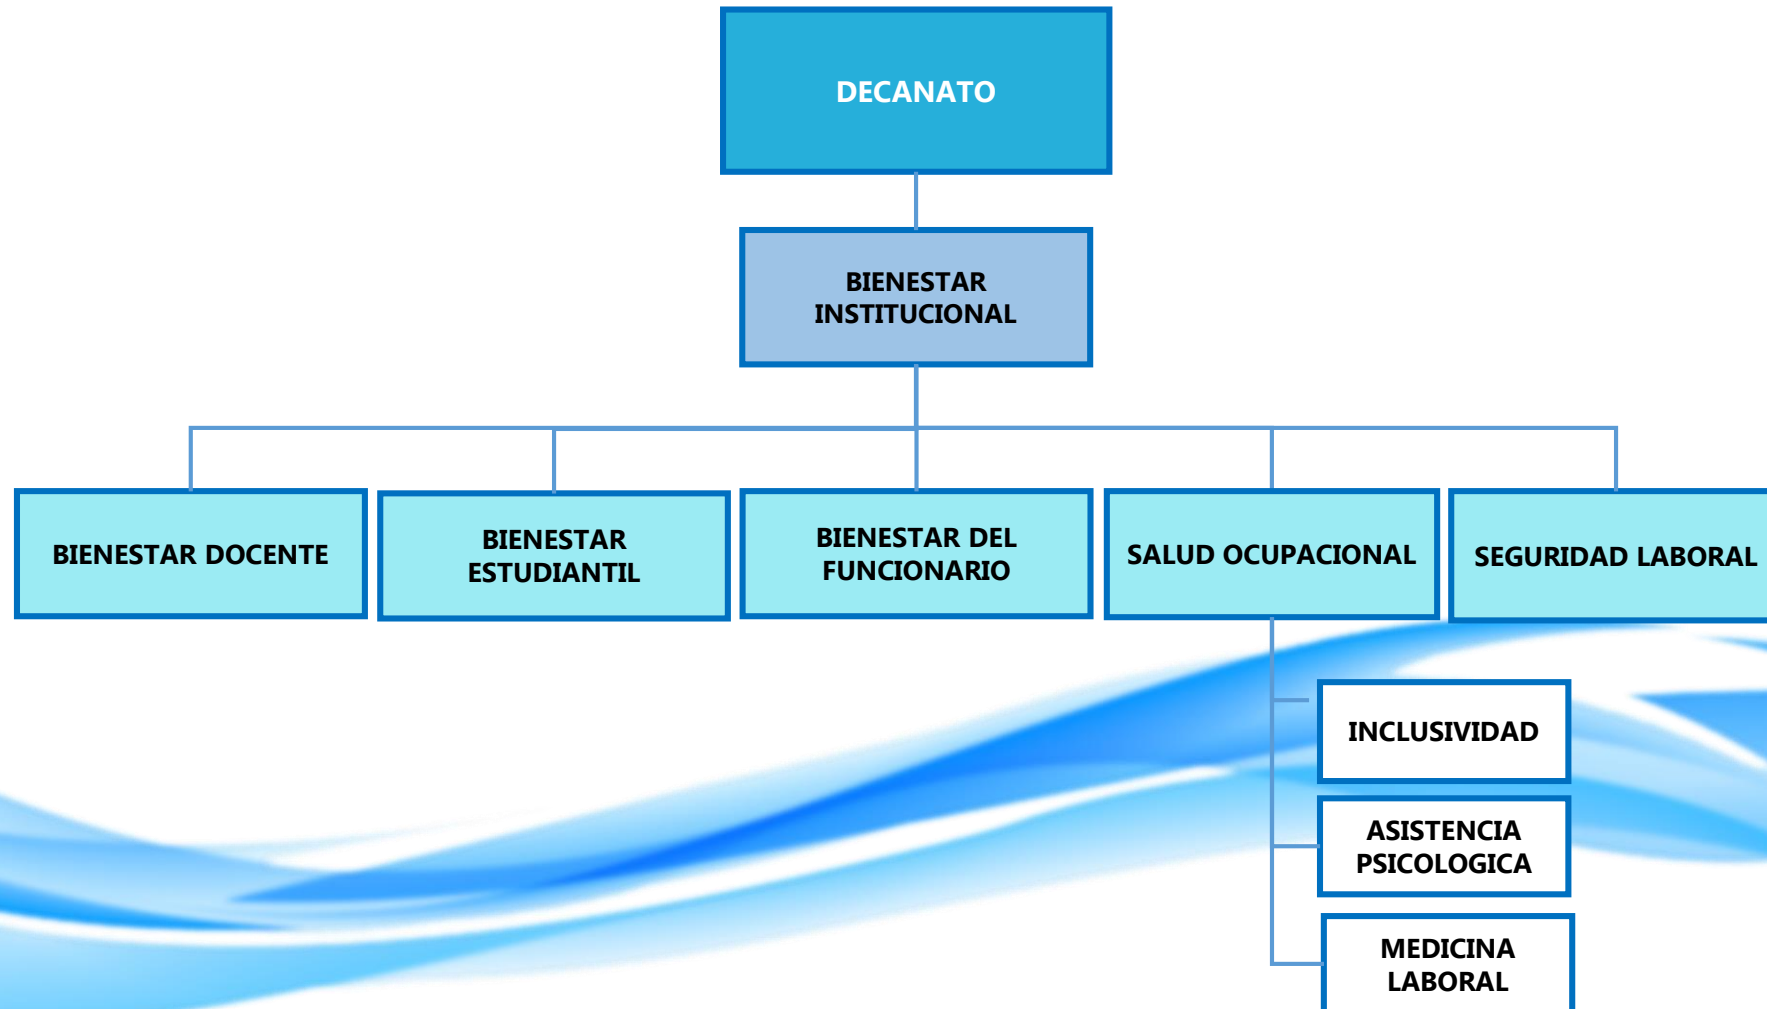 DECANATO
BIENESTAR
INSTITUCIONAL
BIENESTAR DOCENTE
BIENESTAR
ESTUDIANTIL
BIENESTAR DEL
FUNCIONARIO
SALUD OCUPACIONAL
SEGURIDAD LABORAL
INCLUSIVIDAD
ASISTENCIA
PSICOLOGICA
MEDICINA
LABORAL